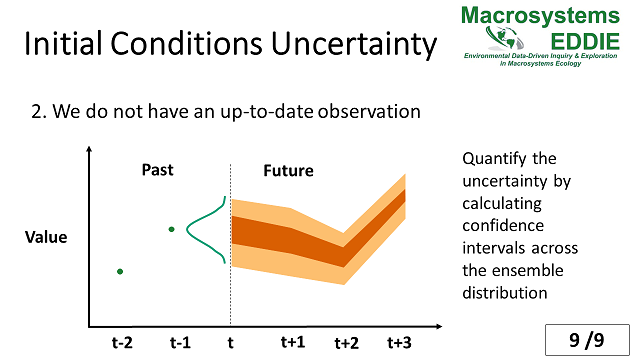 Initial Conditions Uncertainty
Macrosystems
EDDIE
Environmental Data-Driven Inquiry & Exploration
in Macrosystems Ecology
2. We do not have an up-to-date observation
Past
Future
Value
t-2
t-1
t
t+1
t+2
t+3
Quantify the
uncertainty by
calculating
confidence
intervals across
the ensemble
distribution
9 /9